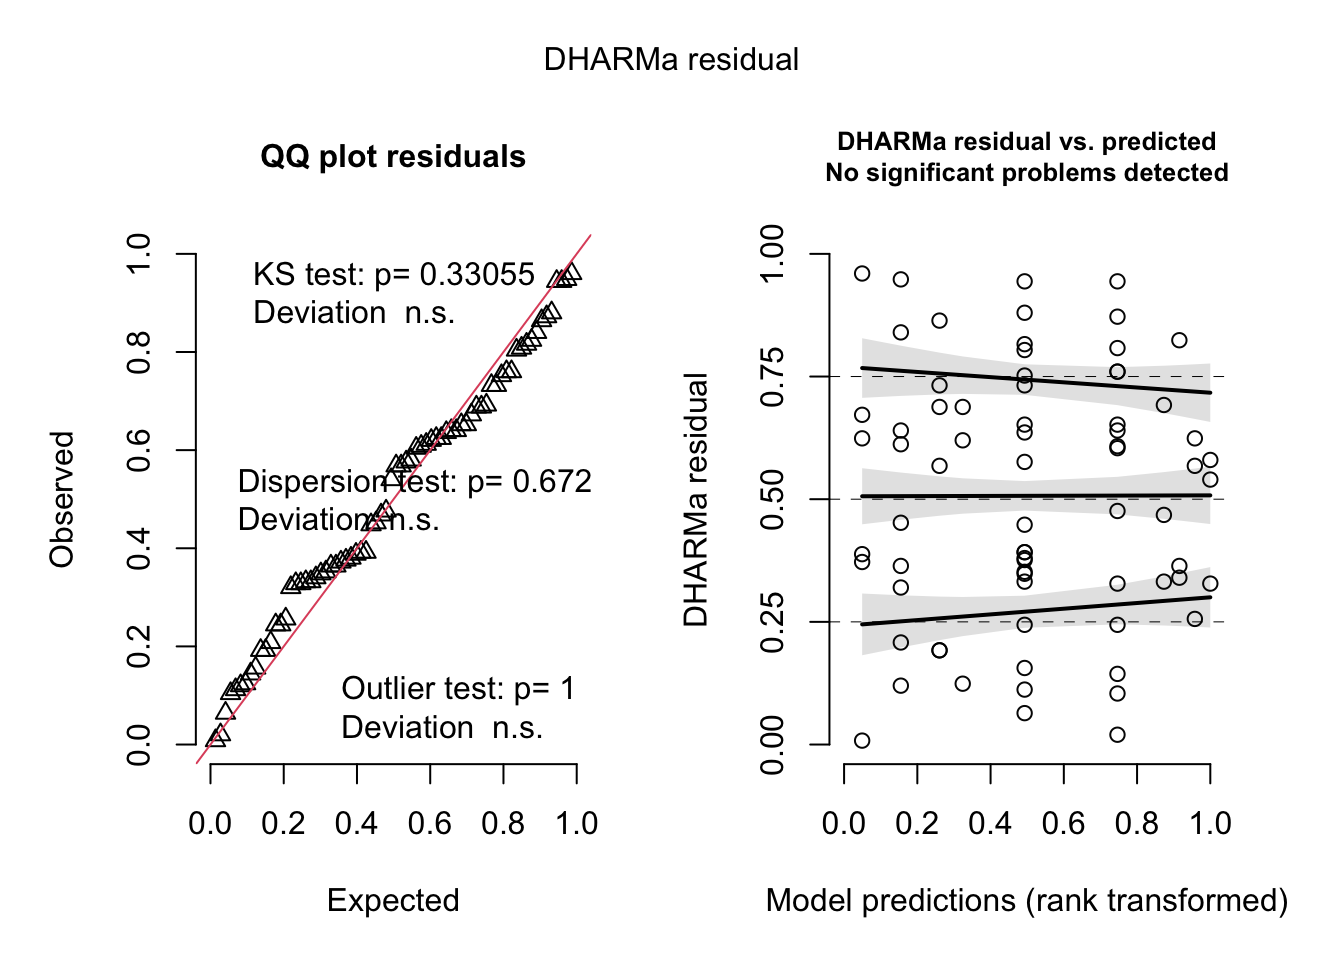 DHARMa residual
QQ plot residuals
KS test: p= 0.33055
Deviation  n.s.
Dispersion test: p= 0.672
Deviation n.s.
Outlier test: p= 1
Deviation  n.s.
Observed
0.0
0.2
0.4
0.6
0.8
1.0
0.0 0.2 0.4 0.6 0.8 1.0
Expected
DHARMa residual vs. predicted
No significant problems detected
DHARMa residual
0.00
0.25
0.50
0.75
1.00
0.0 0.2 0.4 0.6 0.8 1.0
Model predictions (rank transformed)